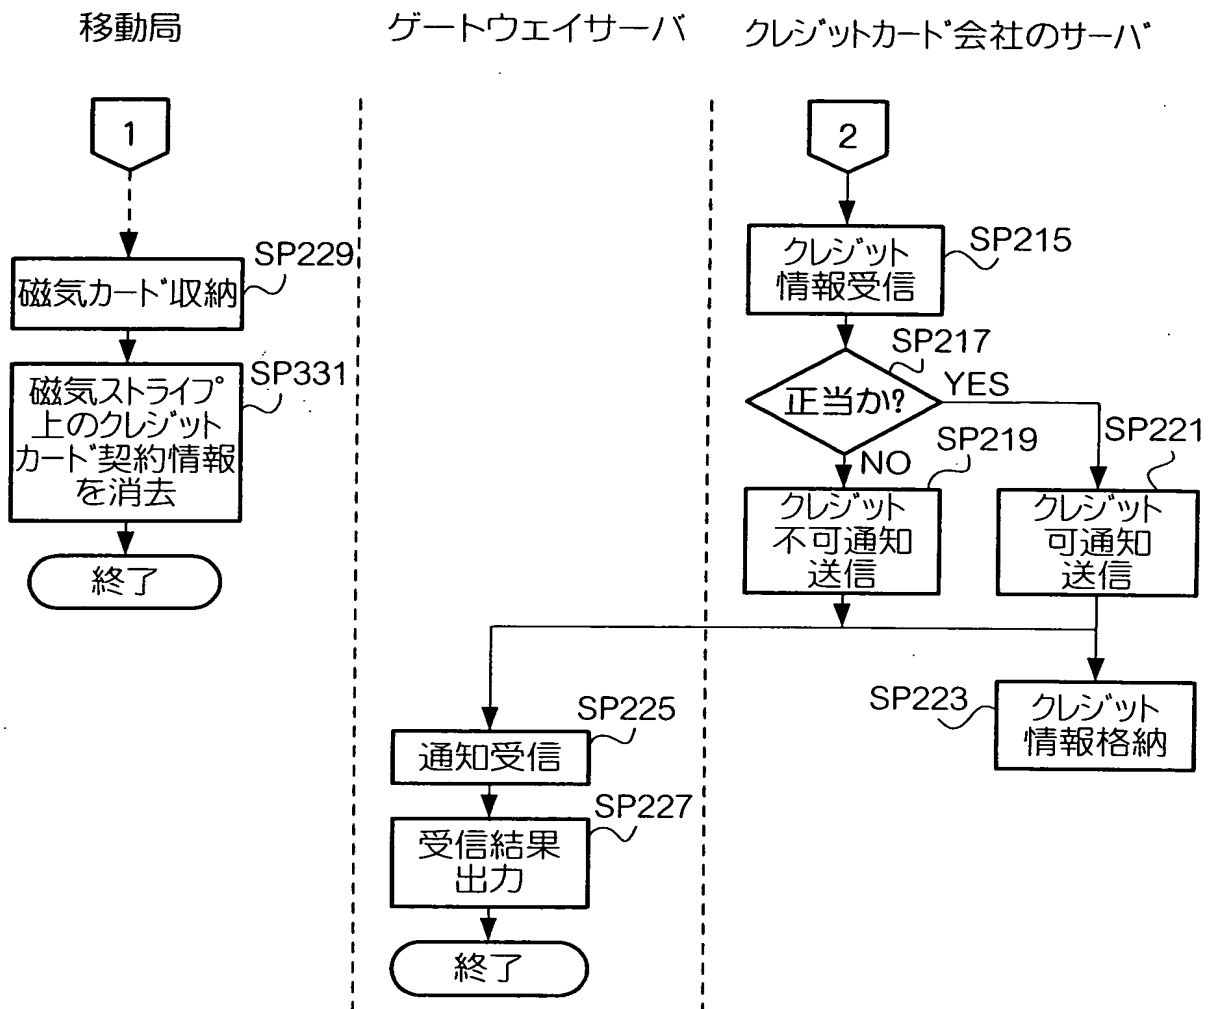 移動局
ゲートウェイサーバ
クレジットカード会社のサーバ
1
磁気カード収納
SP229
磁気ストライプ
上のクレジット
カード契約情報
を消去
SP331
終了
2
クレジット
情報受信
SP215
正当か?
SP217
YES
NO
クレジット
不可通知
送信
SP219
クレジット
可通知
送信
SP221
クレジット
情報格納
SP223
通知受信
SP225
受信結果
出力
SP227
終了